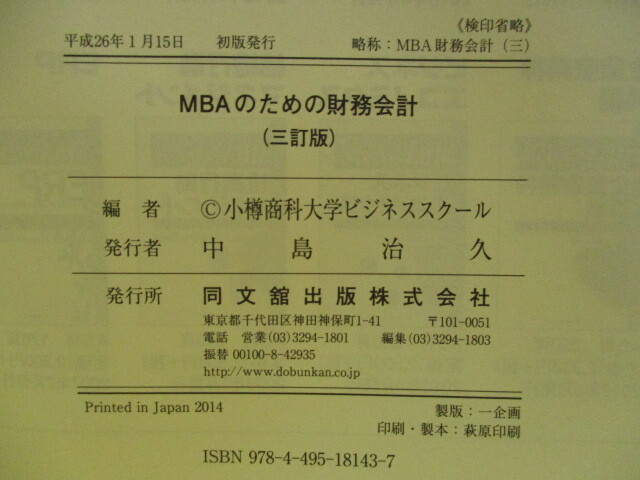 《検印省略》
平成26年1月15日 初版発行 略称：MBA財務会計（三）
MBAのための財務会計
（三訂版）
編者 ©小樽商科大学ビジネススクール
発行者 中島治久
発行所 同文舘出版株式会社
東京都千代田区神田神保町1-41 〒101-0051
電話 営業(03)3294-1801 編集(03)3294-1803
振替 00100-8-42935
http://www.dobunkan.co.jp
Printed in Japan 2014 製版：一企画
印刷・製本：萩原印刷
ISBN 978-4-495-18143-7